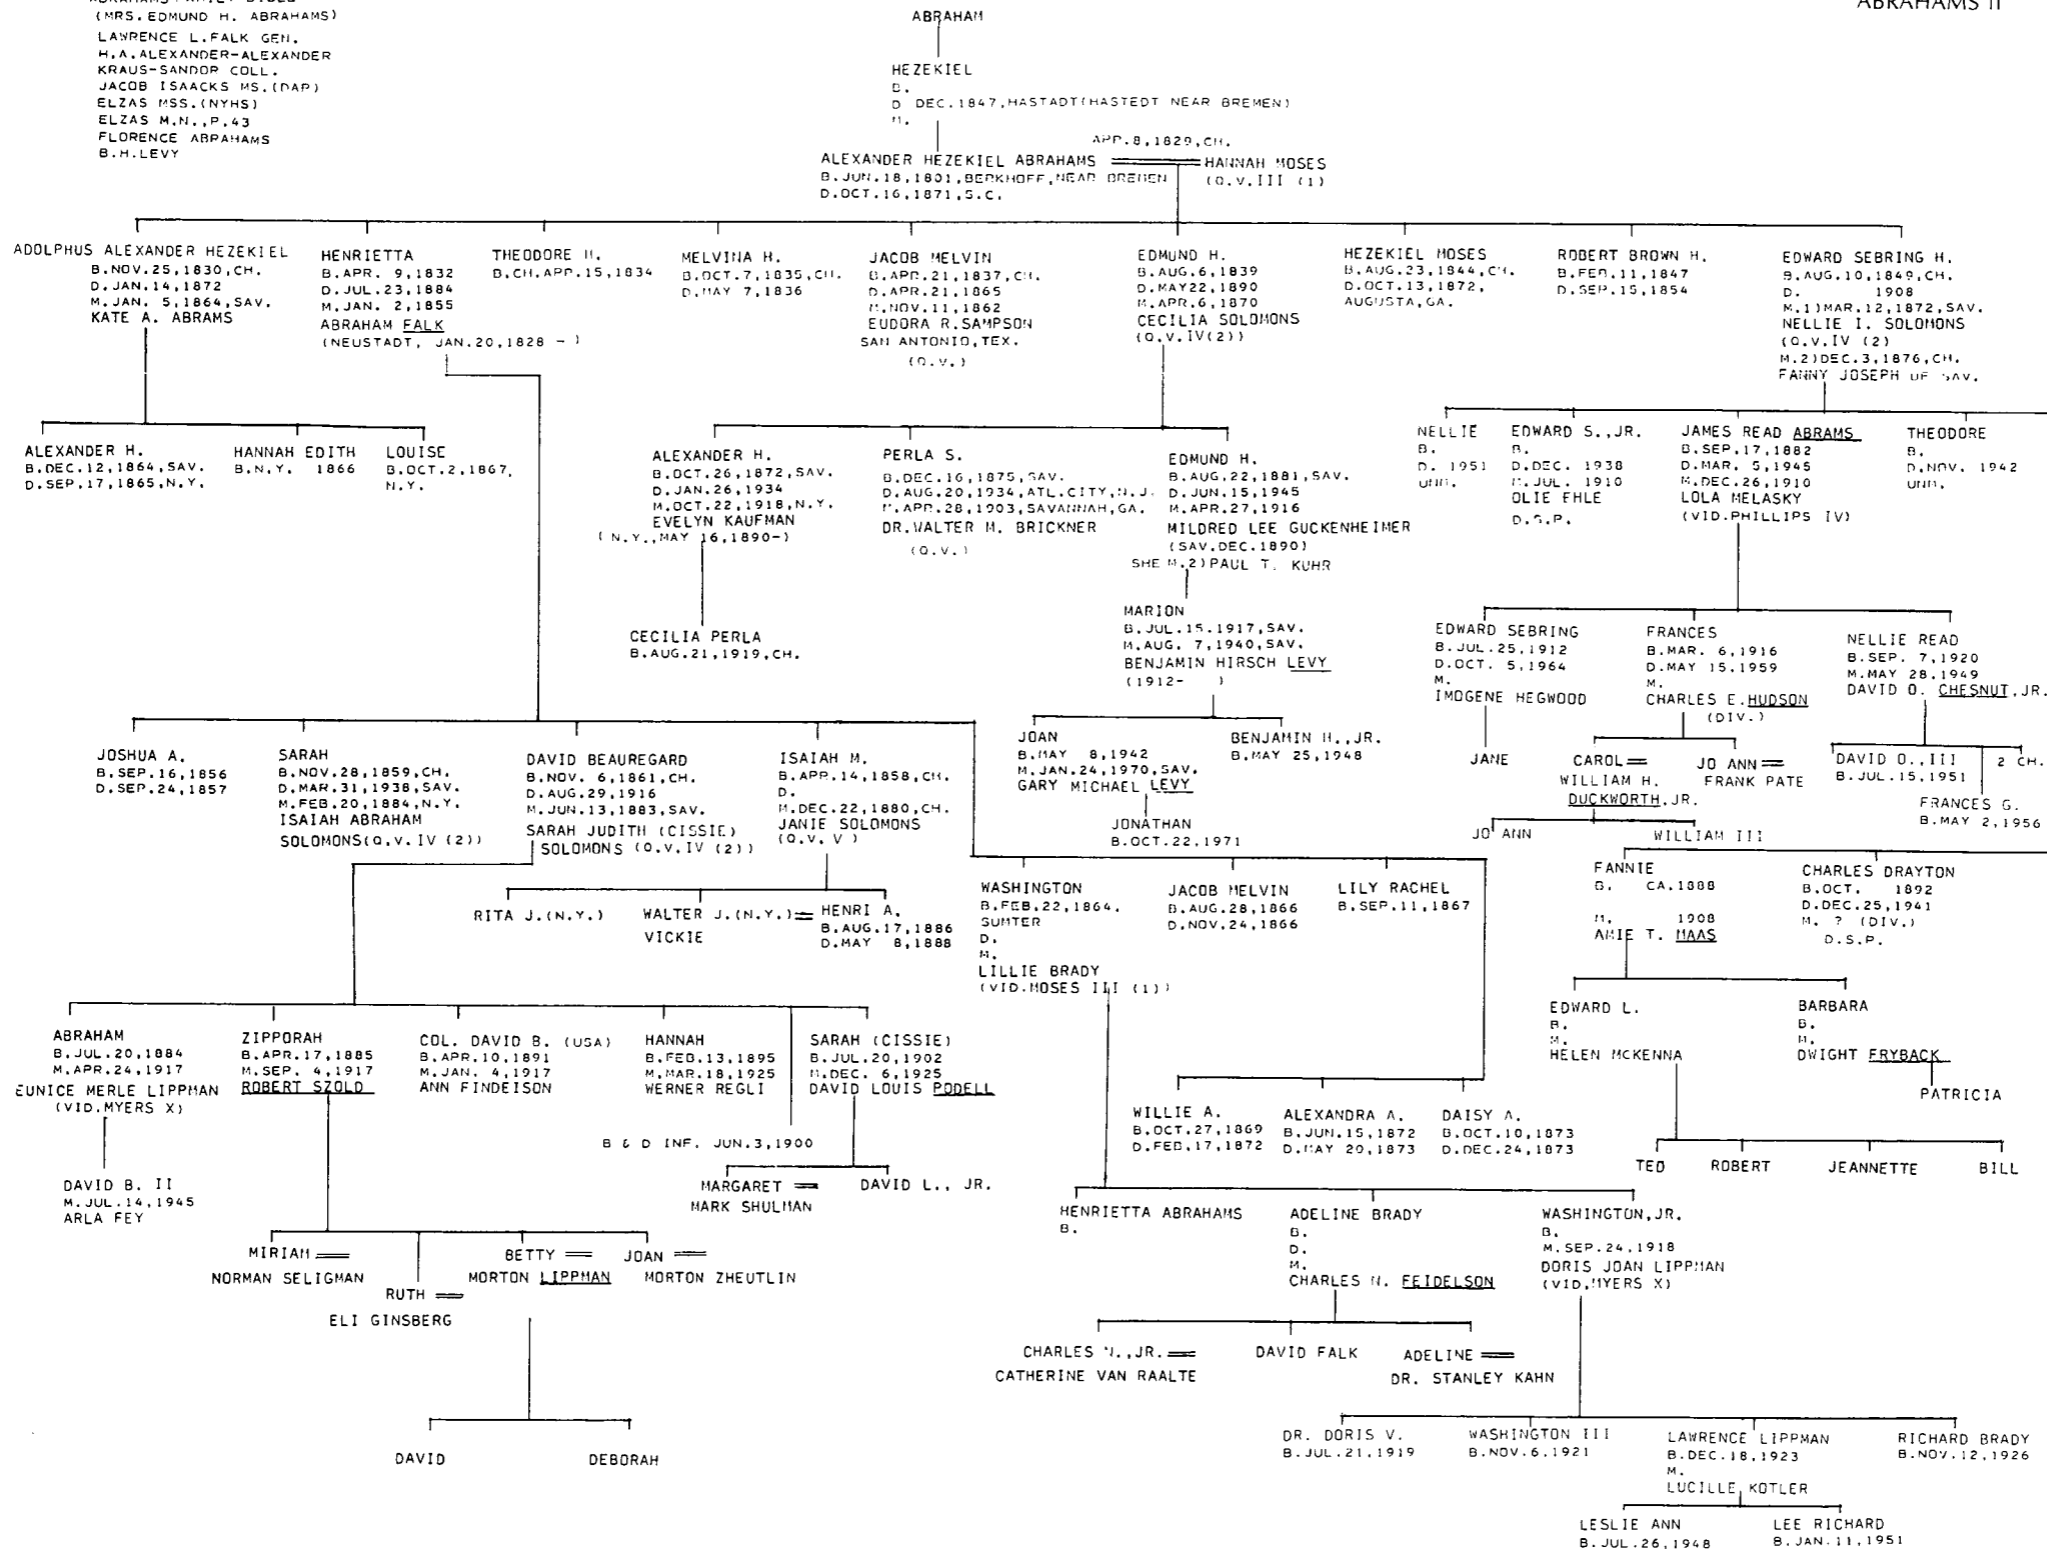 (MRS.EDMUND H. ABRAHAMS)
LAWRENCE L.FALK GEN.
H.A.ALEXANDER-ALEXANDER
KRAUS-SANDOR COLL.
JACOB ISAACKS MS.(DAP)
ELZAS MSS.(NYHS)
ELZAS M.N.,P.43
FLORENCE ABRAHAMS
B.H.LEVY
ABRAHAMS II
ABRAHAM
HEZEKIEL
B.
D DEC.1847,HASTADT(HASTEDT NEAR BREMEN)
M.
APR.8,1829,CH.
ALEXANDER HEZEKIEL ABRAHAMS
B.JUN.18,1801,BERKHOFF,NEAR BREMEN
D.OCT.16,1871,S.C.
HANNAH MOSES
(Q.V.III (1)
ADOLPHUS ALEXANDER HEZEKIEL
B.NOV.25,1830,CH.
D.JAN.14,1872
M.JAN. 5,1864,SAV.
KATE A. ABRAMS
HENRIETTA
B.APR. 9,1832
D.JUL.23,1884
M.JAN. 2,1855
ABRAHAM FALK
(NEUSTADT, JAN.20,1828 - )
THEODORE H.
B.CH.APR.15,1834
MELVINA H.
B.OCT.7,1835,CH.
D.MAY 7,1836
JACOB MELVIN
B.APR.21,1837,CH.
D.APR.21,1865
M.NOV.11,1862
EUDORA R.SAMPSON
SAN ANTONIO,TEX.
(Q.V.)
EDMUND H.
B.AUG.6,1839
D.MAY22,1890
M.APR.6,1870
CECILIA SOLOMONS
(Q.V.IV(2))
HEZEKIEL MOSES
B.AUG.23,1844,CH.
D.OCT.13,1872,
AUGUSTA,GA.
ROBERT BROWN H.
B.FEB.11,1847
D.SEP.15,1854
EDWARD SEBRING H.
B.AUG.10,1849,CH.
D. 1908
M.1)MAR.12,1872,SAV.
NELLIE I. SOLOMONS
(Q.V.IV (2)
M.2)DEC.3,1876,CH.
FANNY JOSEPH OF SAV.
ALEXANDER H.
B.DEC.12,1864,SAV.
D.SEP.17,1865,N.Y.
HANNAH EDITH
B.N.Y. 1866
LOUISE
B.OCT.2,1867,
N.Y.
ALEXANDER H.
B.OCT.26,1872,SAV.
D.JAN.26,1934
M.OCT.22,1918,N.Y.
EVELYN KAUFMAN
(N.Y.,MAY 16,1890-)
PERLA S.
B.DEC.16,1875,SAV.
D.AUG.20,1934,ATL.CITY,N.J.
M.APR.28,1903,SAVANNAH,GA.
DR.WALTER M. BRICKNER
(Q.V.)
EDMUND H.
B.AUG.22,1881,SAV.
D.JUN.15,1945
M.APR.27,1916
MILDRED LEE GUCKENHEIMER
(SAV.DEC.1890)
SHE M.2)PAUL T. KUHR
NELLIE
B.
D. 1951
UNM.
EDWARD S.,JR.
B.
D.DEC. 1938
M.JUL. 1910
OLIE EHLE
D.S.P.
JAMES READ ABRAMS
B.SEP.17,1882
D.MAR. 5,1945
M.DEC.26,1910
LOLA MELASKY
(VID.PHILLIPS IV)
THEODORE
B.
D.NOV. 1942
UNM.
CECILIA PERLA
B.AUG.21,1919,CH.
MARION
B.JUL.15.1917,SAV.
M.AUG. 7,1940,SAV.
BENJAMIN HIRSCH LEVY
(1912- )
EDWARD SEBRING
B.JUL.25,1912
D.OCT. 5,1964
M.
IMOGENE HEGWOOD
FRANCES
B.MAR. 6,1916
D.MAY 15,1959
M.
CHARLES E.HUDSON
(DIV.)
NELLIE READ
B.SEP. 7,1920
M.MAY 28,1949
DAVID O. CHESNUT,JR.
JOSHUA A.
B.SEP.16,1856
D.SEP.24,1857
SARAH
B.NOV.28,1859,CH.
D.MAR.31,1938,SAV.
M.FEB.20,1884,N.Y.
ISAIAH ABRAHAM
SOLOMONS(Q.V.IV (2))
DAVID BEAUREGARD
B.NOV. 6,1861,CH.
D.AUG.29,1916
M.JUN.13,1883,SAV.
SARAH JUDITH (CISSIE)
SOLOMONS (Q.V.IV (2))
ISAIAH M.
B.APR.14,1858,CH.
D.
M.DEC.22,1880,CH.
JANIE SOLOMONS
(Q.V. V)
JOAN
B.MAY 8,1942
M.JAN.24,1970,SAV.
GARY MICHAEL LEVY
BENJAMIN H.,JR.
B.MAY 25,1948
JONATHAN
B.OCT.22,1971
JANE
CAROL
WILLIAM H.
DUCKWORTH,JR.
JO ANN
FRANK PATE
DAVID O.,III
B.JUL.15,1951
2 CH.
FRANCES G.
B.MAY 2,1956
JO ANN
WILLIAM III
RITA J.(N.Y.)
WALTER J.(N.Y.)
VICKIE
HENRI A.
B.AUG.17,1886
D.MAY 8,1888
WASHINGTON
B.FEB.22,1864,
SUMTER
D.
M.
LILLIE BRADY
(VID.MOSES III (1))
JACOB MELVIN
B.AUG.28,1866
D.NOV.24,1866
LILY RACHEL
B.SEP.11,1867
FANNIE
B. CA.1888
M. 1908
AMIE T. MAAS
CHARLES DRAYTON
B.OCT. 1892
D.DEC.25,1941
M. ? (DIV.)
D.S.P.
ABRAHAM
B.JUL.20,1884
M.APR.24,1917
EUNICE MERLE LIPPMAN
(VID.MYERS X)
ZIPPORAH
B.APR.17,1885
M.SEP. 4,1917
ROBERT SZOLD
COL. DAVID B. (USA)
B.APR.10,1891
M.JAN. 4,1917
ANN FINDEISON
HANNAH
B.FEB.13,1895
M.MAR.18,1925
WERNER REGLI
SARAH (CISSIE)
B.JUL.20,1902
M.DEC. 6,1925
DAVID LOUIS PODELL
B & D INF. JUN.3,1900
EDWARD L.
B.
M.
HELEN MCKENNA
BARBARA
B.
M.
DWIGHT FRYBACK
PATRICIA
WILLIE A.
B.OCT.27,1869
D.FEB.17,1872
ALEXANDRA A.
B.JUN.15,1872
D.MAY 20,1873
DAISY A.
B.OCT.10,1873
D.DEC.24,1873
TED
ROBERT
JEANNETTE
BILL
DAVID B. II
M.JUL.14,1945
ARLA FEY
MARGARET
MARK SHULMAN
DAVID L., JR.
HENRIETTA ABRAHAMS
B.
ADELINE BRADY
B.
D.
M.
CHARLES N. FEIDELSON
WASHINGTON,JR.
B.
M.SEP.24,1918
DORIS JOAN LIPPMAN
(VID.MYERS X)
MIRIAM
NORMAN SELIGMAN
RUTH
ELI GINSBERG
BETTY
MORTON LIPPMAN
JOAN
MORTON ZHEUTLIN
CHARLES N.,JR.
CATHERINE VAN RAALTE
DAVID FALK
ADELINE
DR. STANLEY KAHN
DAVID
DEBORAH
DR. DORIS V.
B.JUL.21,1919
WASHINGTON III
B.NOV.6,1921
LAWRENCE LIPPMAN
B.DEC.18,1923
M.
LUCILLE KOTLER
RICHARD BRADY
B.NOV.12,1926
LESLIE ANN
B.JUL.26,1948
LEE RICHARD
B.JAN.11,1951